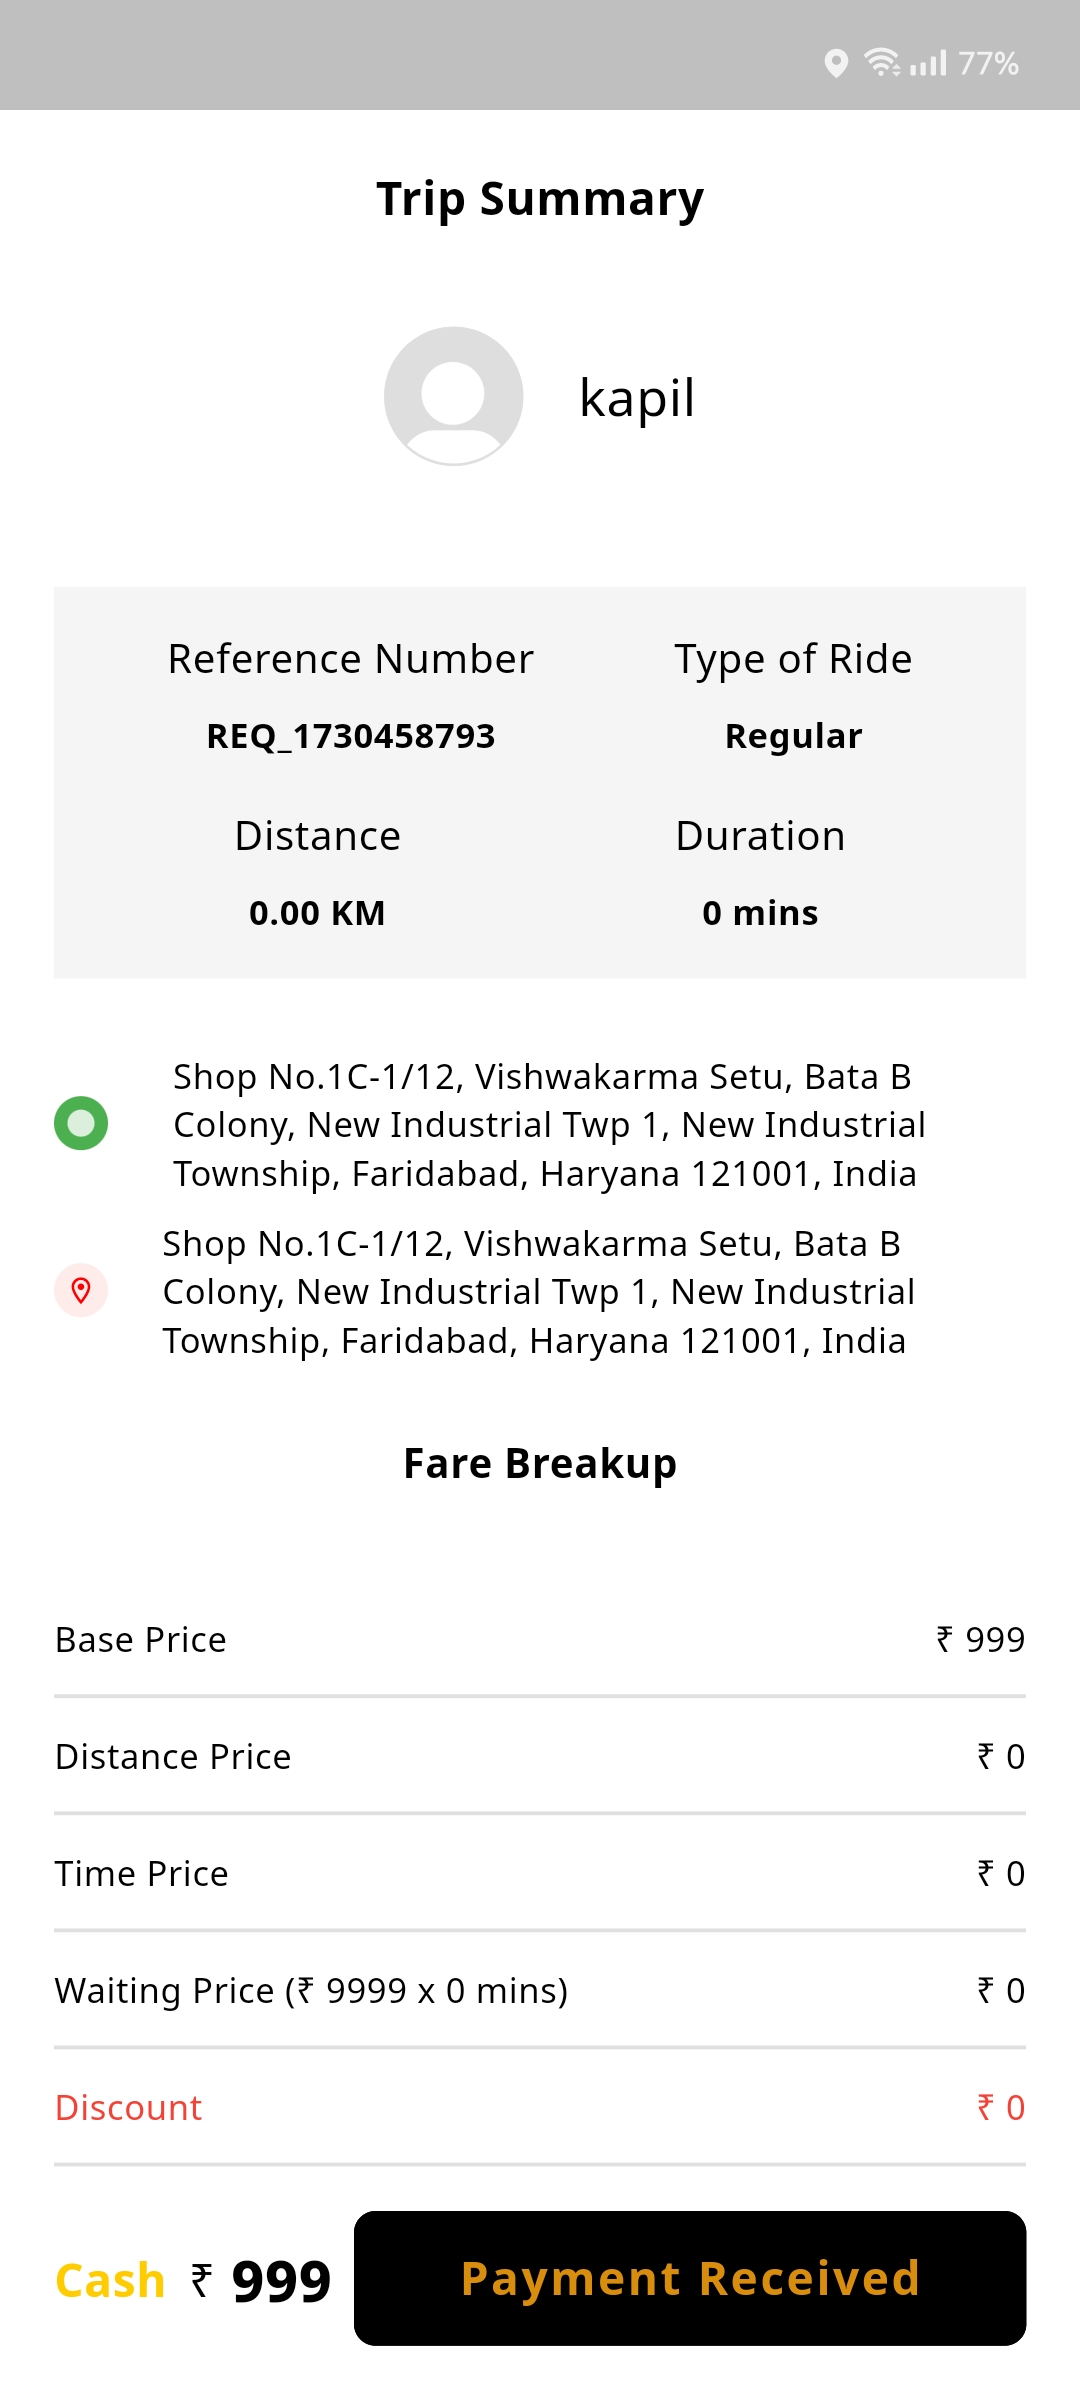 77%
Trip Summary
kapil
Reference Number
Type of Ride
REQ_1730458793
Regular
Distance
Duration
0.00 KM
0 mins
Shop No.1C-1/12, Vishwakarma Setu, Bata B
Colony, New Industrial Twp 1, New Industrial
Township, Faridabad, Haryana 121001, India
Shop No.1C-1/12, Vishwakarma Setu, Bata B
Colony, New Industrial Twp 1, New Industrial
Township, Faridabad, Haryana 121001, India
Fare Breakup
Base Price ₹ 999
Distance Price ₹ 0
Time Price ₹ 0
Waiting Price (₹ 9999 x 0 mins) ₹ 0
Discount ₹ 0
Cash ₹ 999 Payment Received